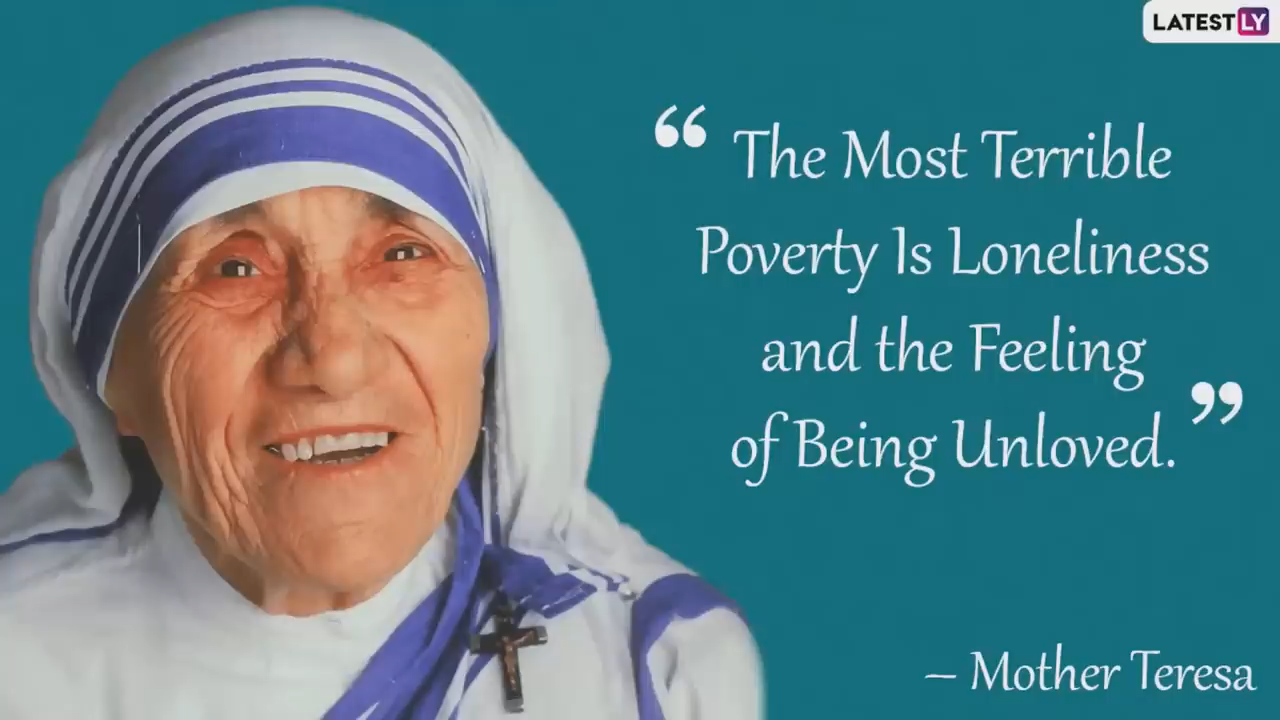 LATESTLY
“ The Most Terrible
Poverty Is Loneliness
and the Feeling
of Being Unloved. ”
– Mother Teresa